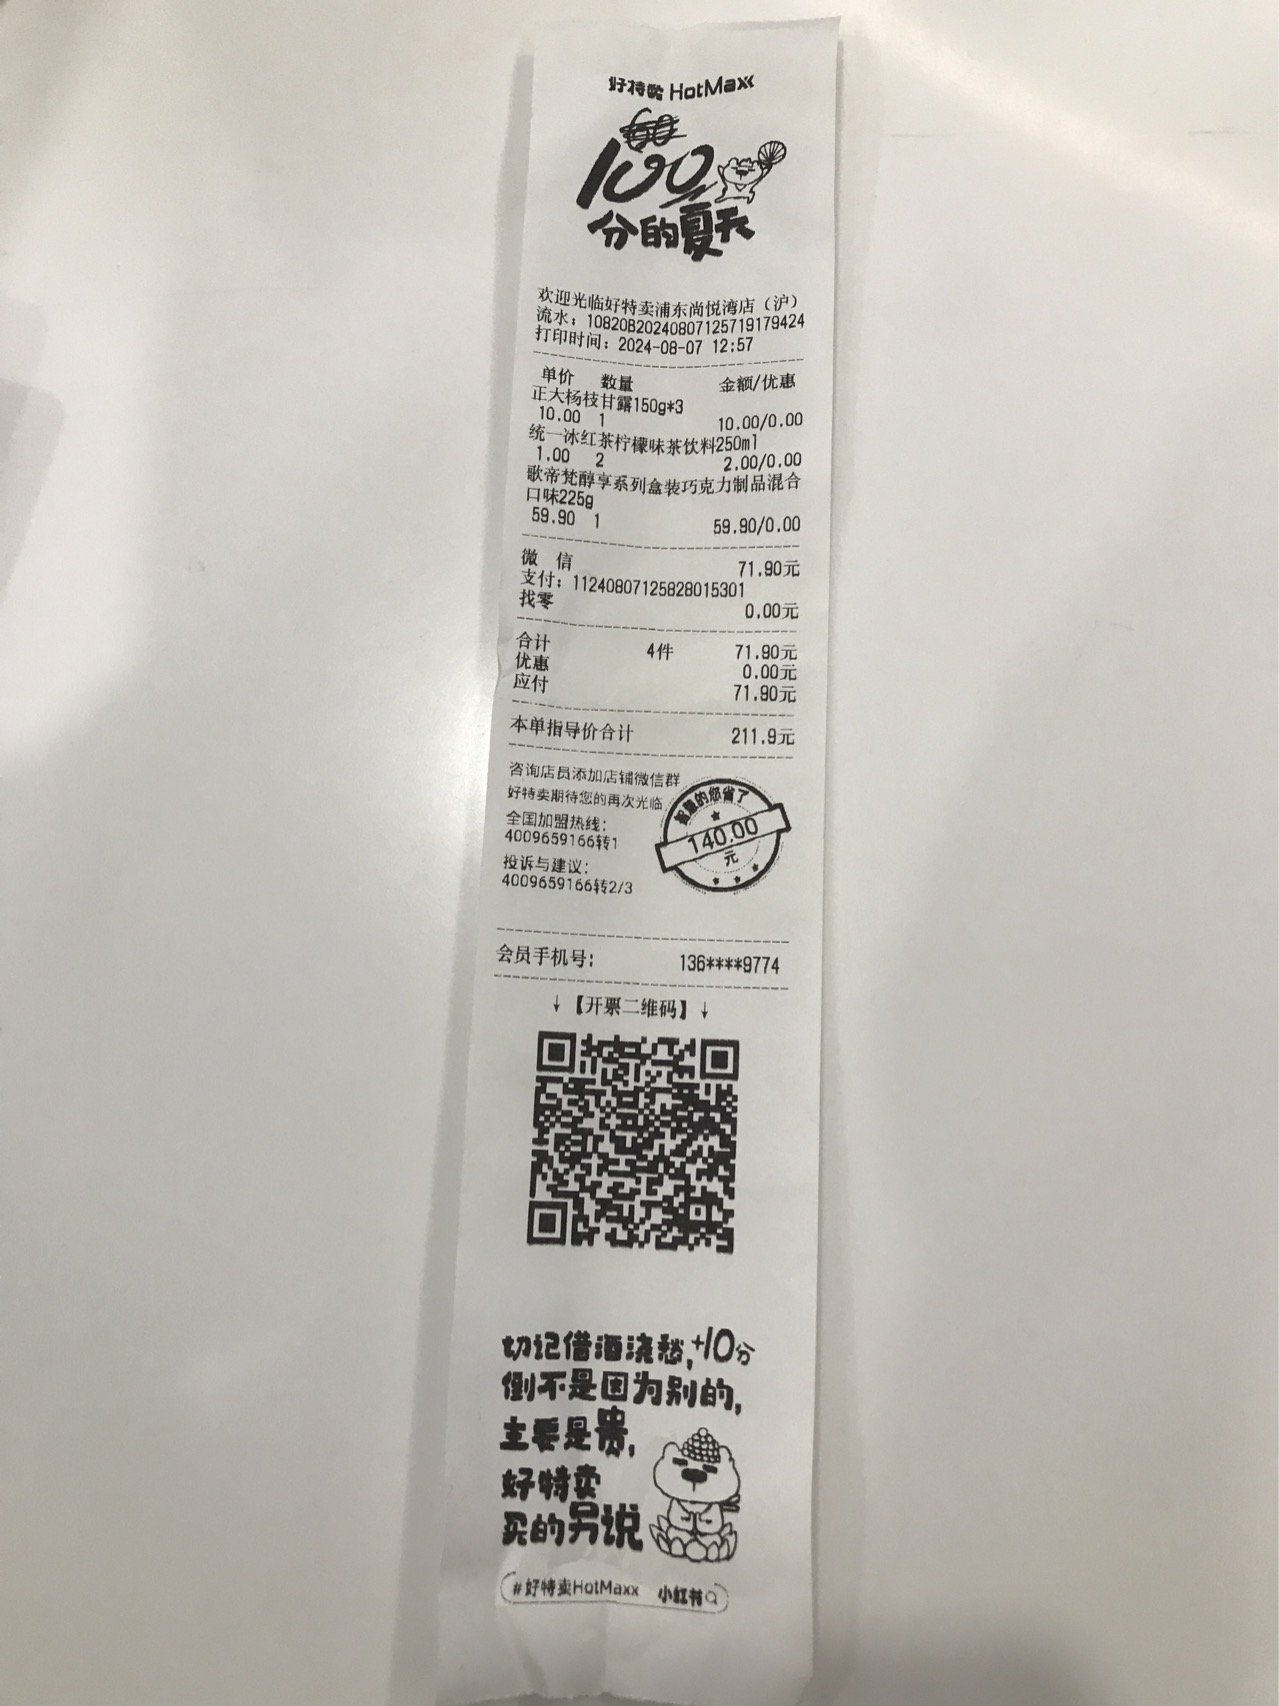 好特卖 HotMaxx
60
100
分的夏天
欢迎光临好特卖浦东尚悦湾店（沪）
流水：10820B20240807125719179424
打印时间：2024-08-07 12:57
单价 数量 金额/优惠
正大杨枝甘露150g*3
10.00 1 10.00/0.00
统一冰红茶柠檬味茶饮料250ml
1.00 2 2.00/0.00
歌帝梵醇享系列盒装巧克力制品混合
口味225g
59.90 1 59.90/0.00
微 信 71.90元
支付：11240807125828015301
找零 0.00元
合计 4件 71.90元
优惠 0.00元
应付 71.90元
本单指导价合计 211.9元
咨询店员添加店铺微信群
好特卖期待您的再次光临
全国加盟热线：
4009659166转1
投诉与建议：
4009659166转2/3
智慧的您省了
140.00
元
会员手机号： 136****9774
↓【开票二维码】↓
切记借酒浇愁,+10分
倒不是因为别的,
主要是贵,
好特卖
买的另说
#好特卖HotMaxx 小红书